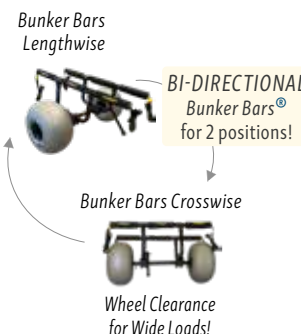 Bunker Bars
Lengthwise
BI-DIRECTIONAL
Bunker Bars®
for 2 positions!
Bunker Bars Crosswise
Wheel Clearance
for Wide Loads!